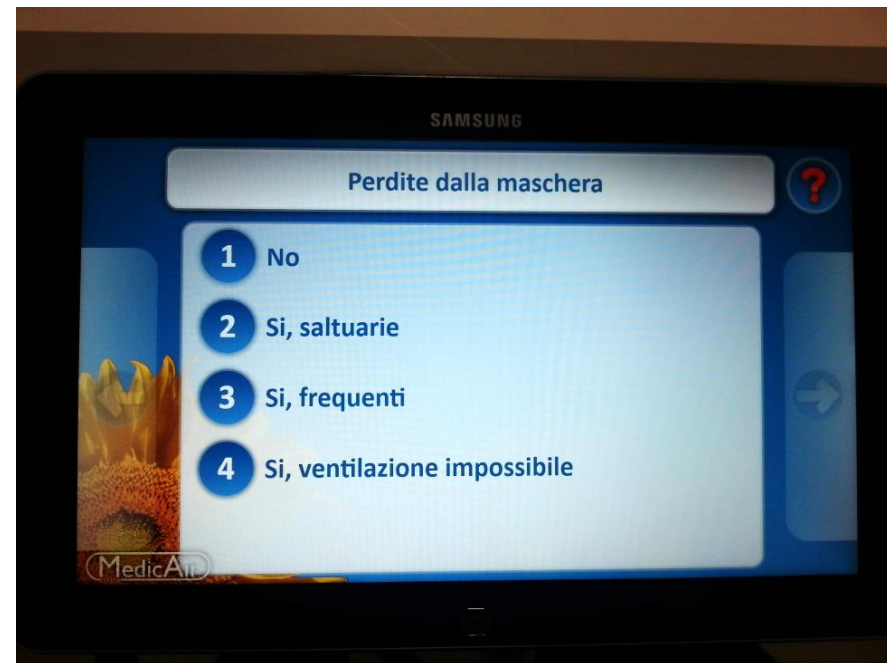 SAMSUNG
Perdite dalla maschera
?
1 No
2 Si, saltuarie
3 Si, frequenti
4 Si, ventilazione impossibile
MedicAir